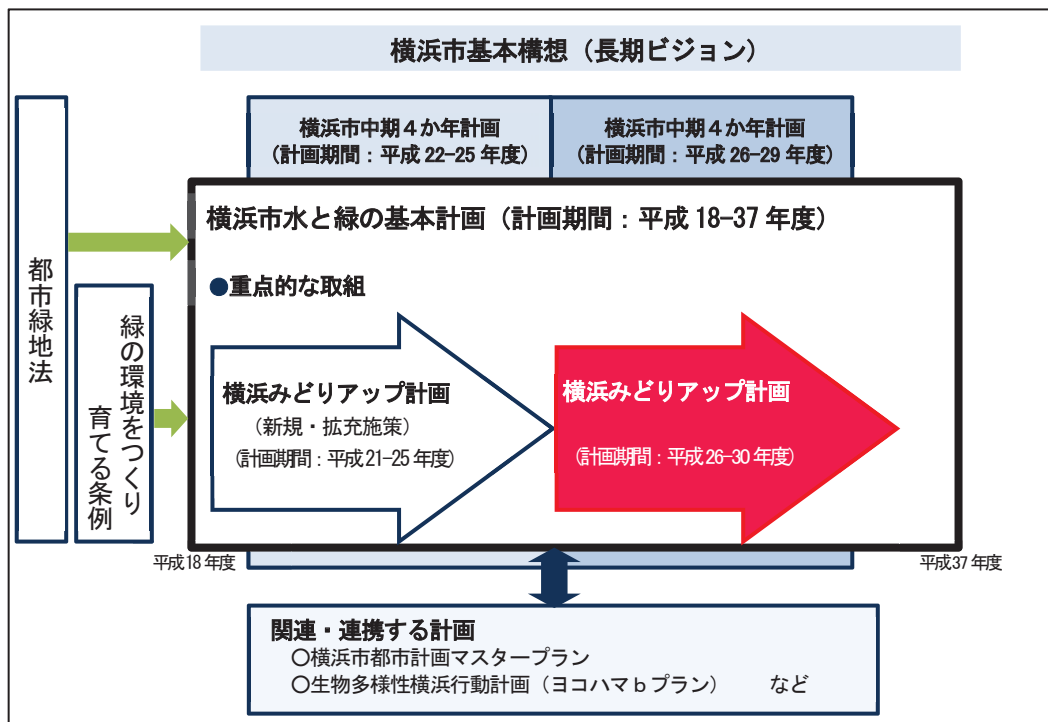 横浜市基本構想（長期ビジョン）
横浜市中期４か年計画
（計画期間：平成 22-25 年度）
横浜市中期４か年計画
（計画期間：平成 26-29 年度）
都市緑地法
緑の環境をつくり
育てる条例
横浜市水と緑の基本計画（計画期間：平成 18-37 年度）
●重点的な取組
横浜みどりアップ計画
（新規・拡充施策）
（計画期間：平成 21-25 年度）
横浜みどりアップ計画
（計画期間：平成 26-30 年度）
平成 18 年度
平成 37 年度
関連・連携する計画
○横浜市都市計画マスタープラン
○生物多様性横浜行動計画（ヨコハマｂプラン）　など